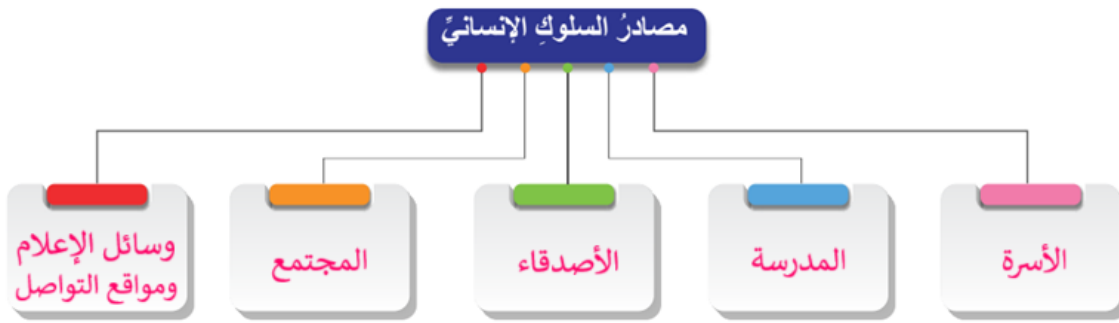 مصادرُ السلوكِ الإنسانيِّ
الأسرة
المدرسة
الأصدقاء
المجتمع
وسائل الإعلام
ومواقع التواصل